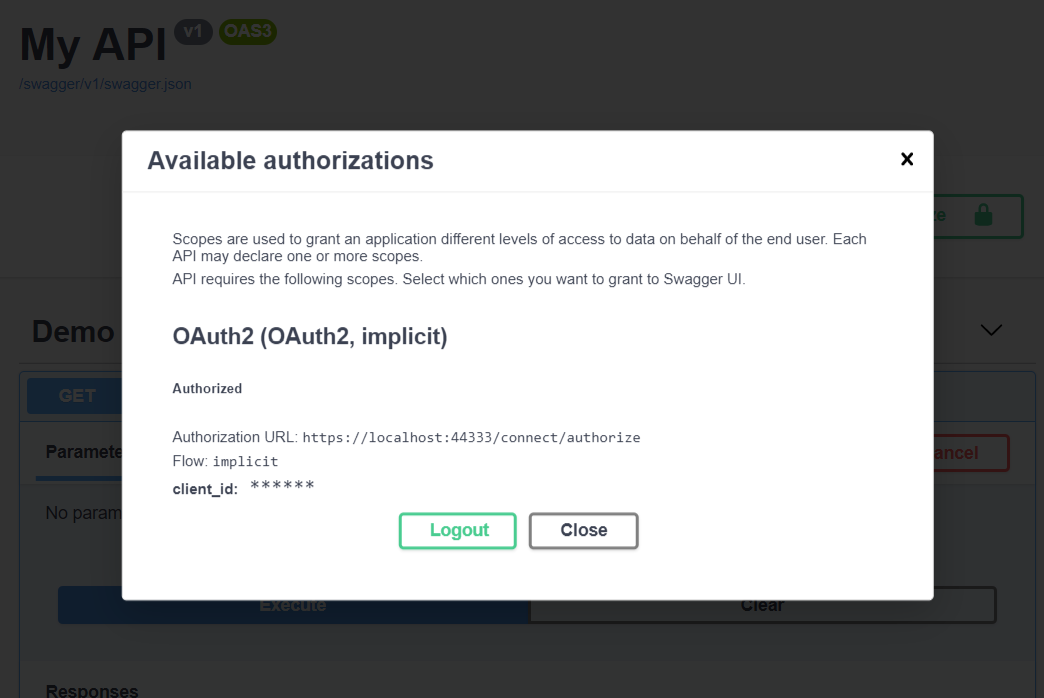 My API v1 OAS3
/swagger/v1/swagger.json
Available authorizations
Scopes are used to grant an application different levels of access to data on behalf of the end user. Each
API may declare one or more scopes.
API requires the following scopes. Select which ones you want to grant to Swagger UI.
OAuth2 (OAuth2, implicit)
Authorized
Authorization URL: https://localhost:44333/connect/authorize
Flow: implicit
client_id: ******
Logout Close
Demo
GET
No
Execute Clear
Responses